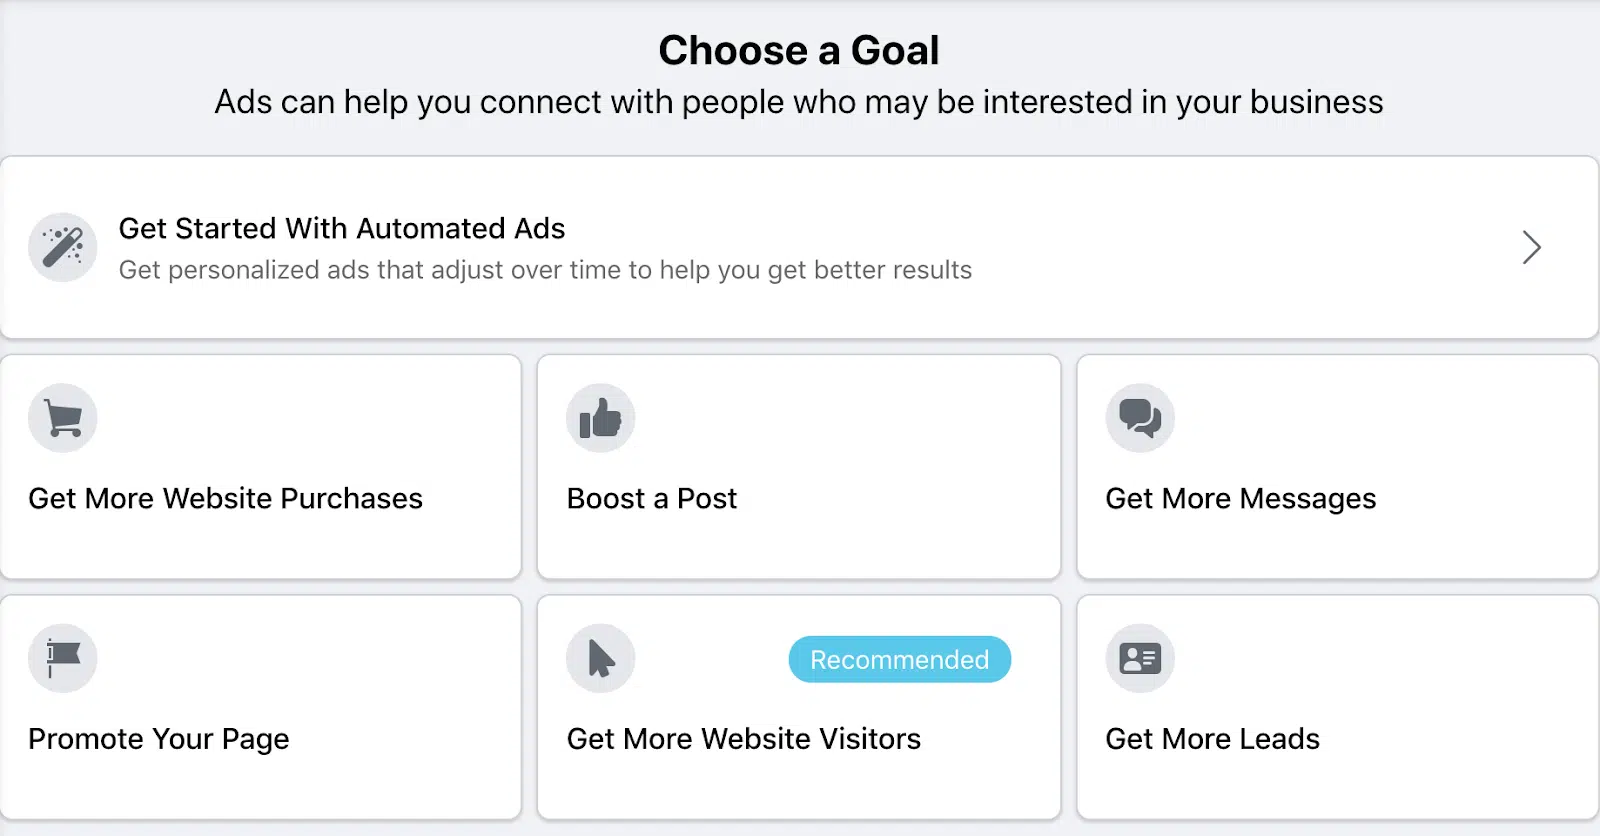 Choose a Goal
Ads can help you connect with people who may be interested in your business
Get Started With Automated Ads
Get personalized ads that adjust over time to help you get better results
Get More Website Purchases
Boost a Post
Get More Messages
Promote Your Page
Recommended
Get More Website Visitors
Get More Leads